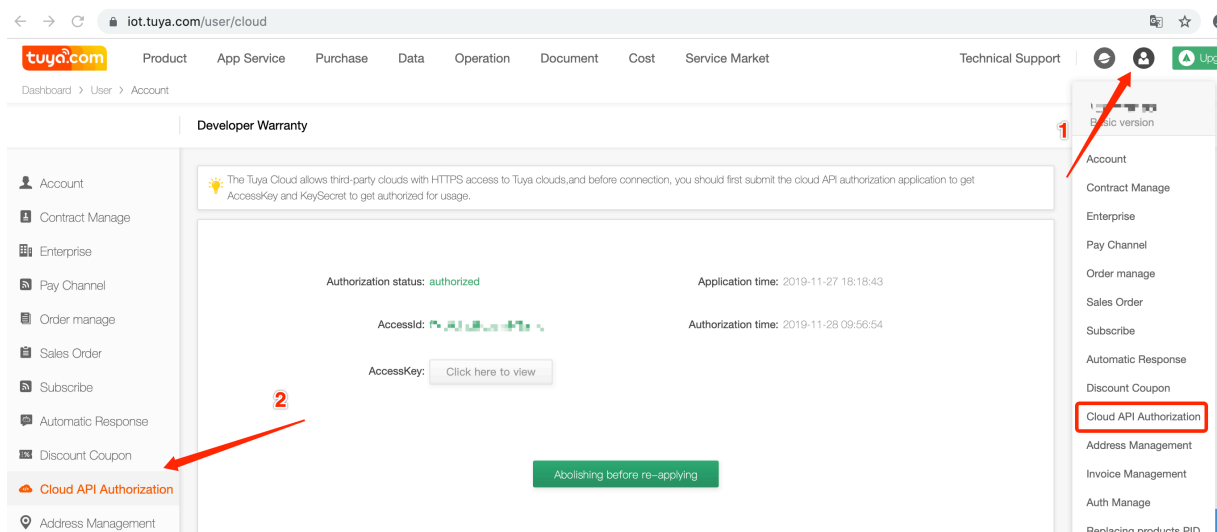 iot.tuya.com/user/cloud
tuya.com Product App Service Purchase Data Operation Document Cost Service Market Technical Support
Dashboard > User > Account
Developer Warranty
1
Basic version
Account
Contract Manage
Enterprise
Pay Channel
Order manage
Sales Order
Subscribe
Automatic Response
Discount Coupon
Cloud API Authorization
Address Management
Invoice Management
Auth Manage
Replacing products PID
Account
Contract Manage
Enterprise
Pay Channel
Order manage
Sales Order
Subscribe
Automatic Response
Discount Coupon
Cloud API Authorization
Address Management
2
The Tuya Cloud allows third-party clouds with HTTPS access to Tuya clouds,and before connection, you should first submit the cloud API authorization application to get
AccessKey and KeySecret to get authorized for usage.
Authorization status: authorized
Application time: 2019-11-27 18:18:43
AccessId:
Authorization time: 2019-11-28 09:56:54
AccessKey: Click here to view
Abolishing before re-applying